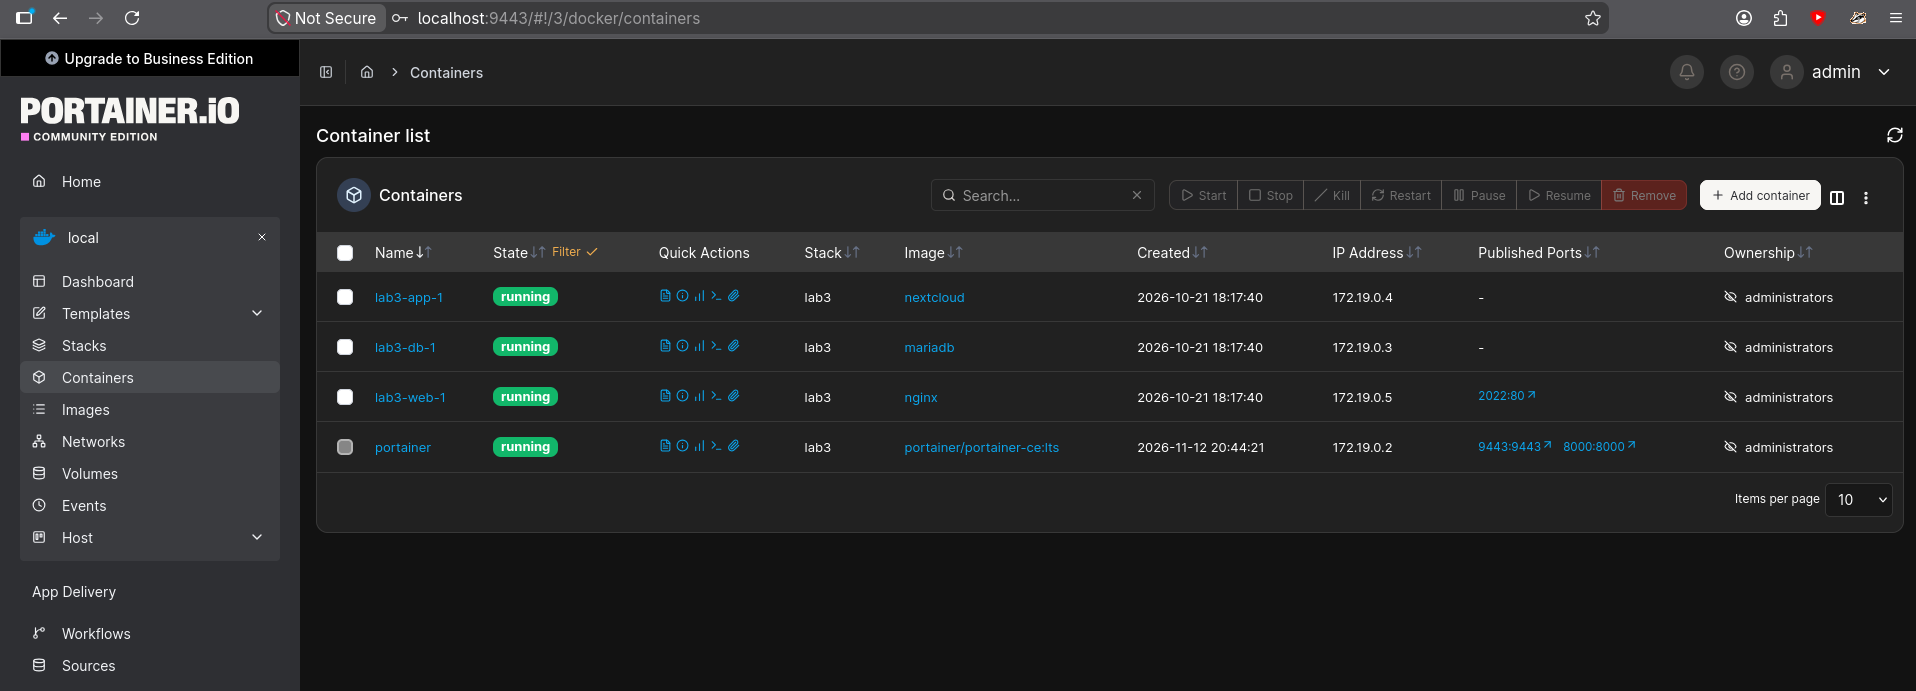 Not Secure localhost:9443/#!/3/docker/containers
Upgrade to Business Edition
Containers
admin
PORTAINER.iO
COMMUNITY EDITION
Home
local
Dashboard
Templates
Stacks
Containers
Images
Networks
Volumes
Events
Host
App Delivery
Workflows
Sources
Container list
Containers
Search...
Start Stop Kill Restart Pause Resume Remove
Add container
Name State Filter Quick Actions Stack Image Created IP Address Published Ports Ownership
lab3-app-1 running lab3 nextcloud 2026-10-21 18:17:40 172.19.0.4 - administrators
lab3-db-1 running lab3 mariadb 2026-10-21 18:17:40 172.19.0.3 - administrators
lab3-web-1 running lab3 nginx 2026-10-21 18:17:40 172.19.0.5 2022:80 administrators
portainer running lab3 portainer/portainer-ce:lts 2026-11-12 20:44:21 172.19.0.2 9443:9443 8000:8000 administrators
Items per page 10